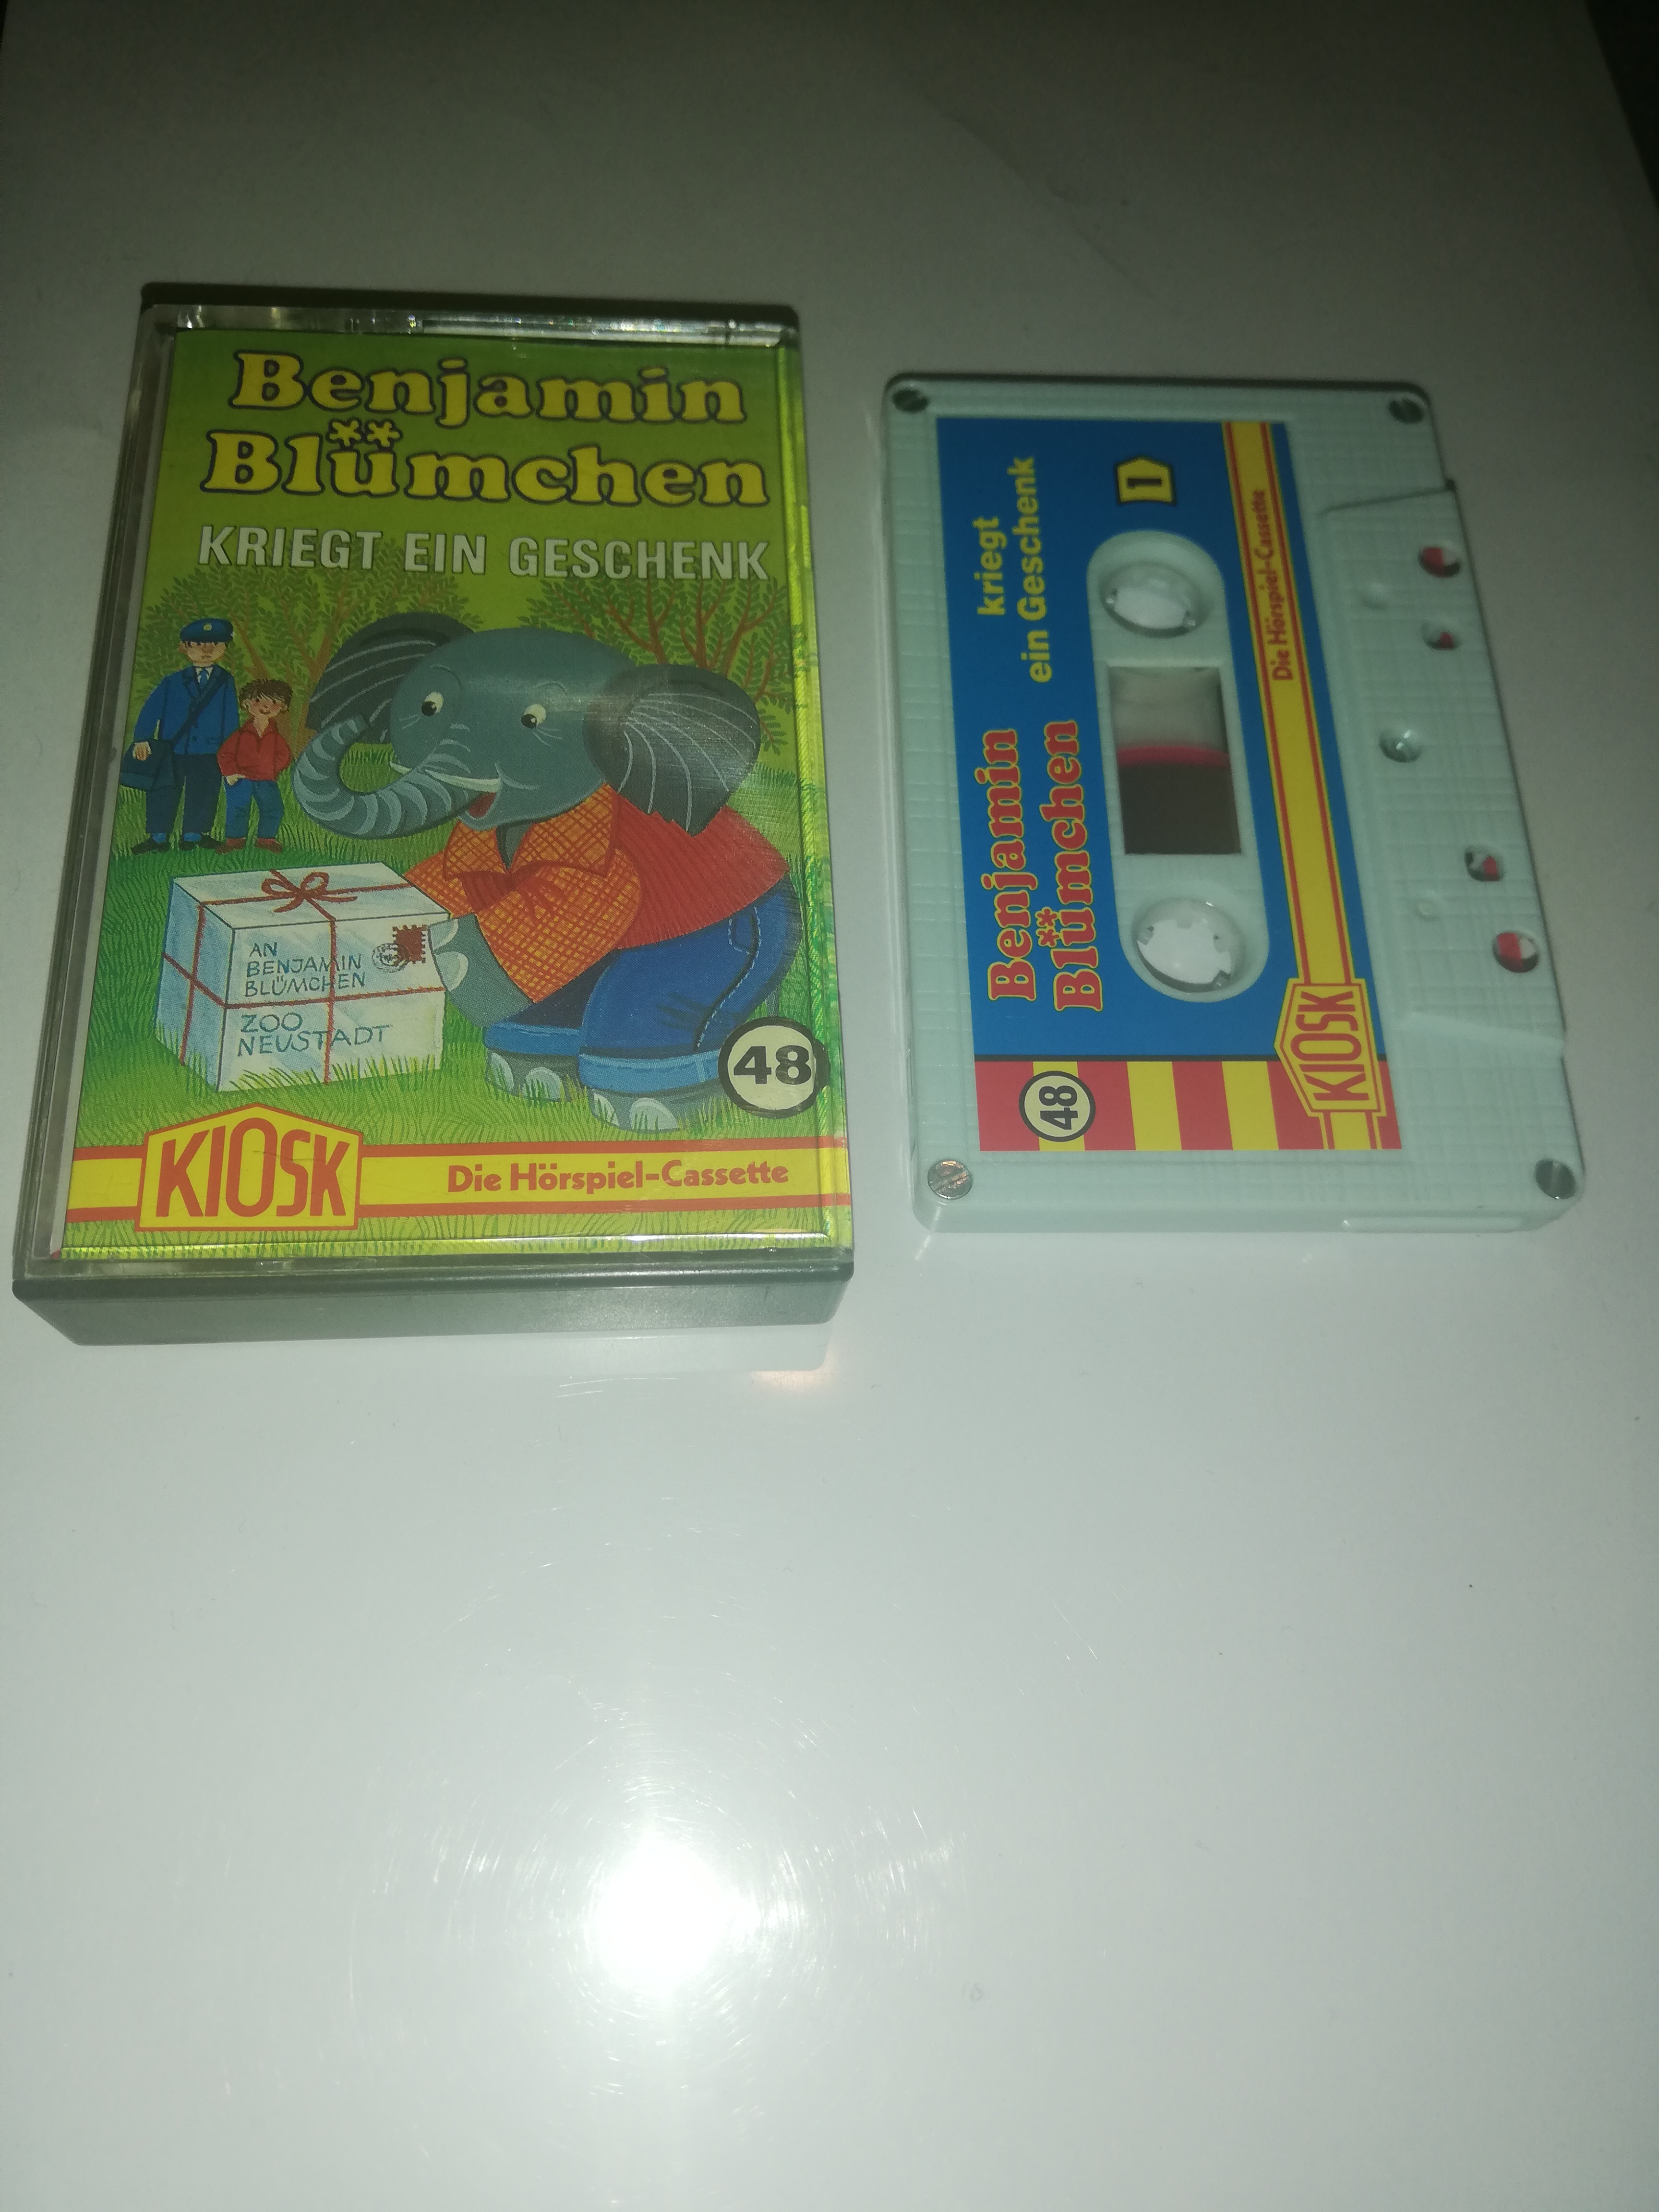 Benjamin
Blümchen
KRIEGT EIN GESCHENK
AN
BENJAMIN
BLÜMCHEN
ZOO
NEUSTADT
48
KIOSK
Die Hörspiel-Cassette
Benjamin
Blümchen
kriegt
ein Geschenk
1
48
KIOSK
Die Hörspiel-Cassette